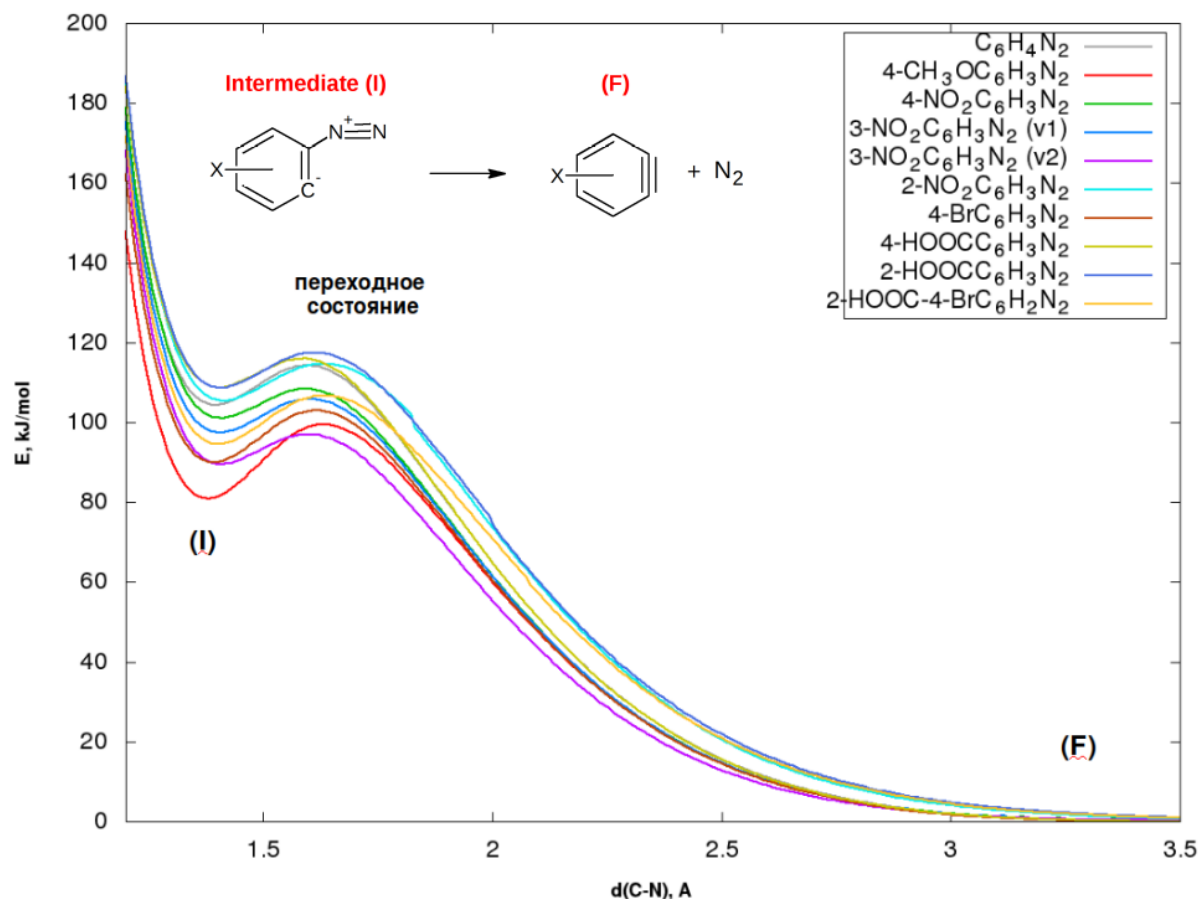 200
180
160
140
120
100
80
60
40
20
0
E, kJ/mol
Intermediate (I)
(F)
X
N⁺≡N
C⁻
X
+ N₂
C₆H₄N₂
4-CH₃OC₆H₃N₂
4-NO₂C₆H₃N₂
3-NO₂C₆H₃N₂ (v1)
3-NO₂C₆H₃N₂ (v2)
2-NO₂C₆H₃N₂
4-BrC₆H₃N₂
4-HOOCC₆H₃N₂
2-HOOCC₆H₃N₂
2-HOOC-4-BrC₆H₂N₂
переходное
состояние
(I)
(F)
1.5
2
2.5
3
3.5
d(C-N), A